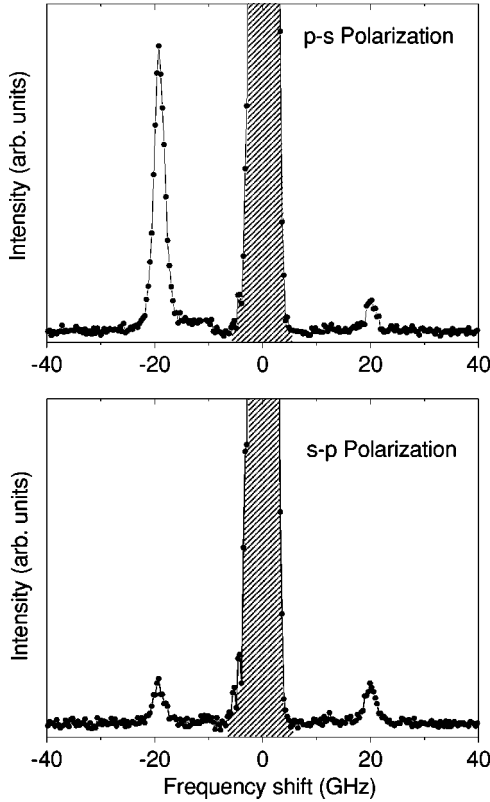 p-s Polarization
Intensity (arb. units)
-40 -20 0 20 40
s-p Polarization
Intensity (arb. units)
-40 -20 0 20 40
Frequency shift (GHz)